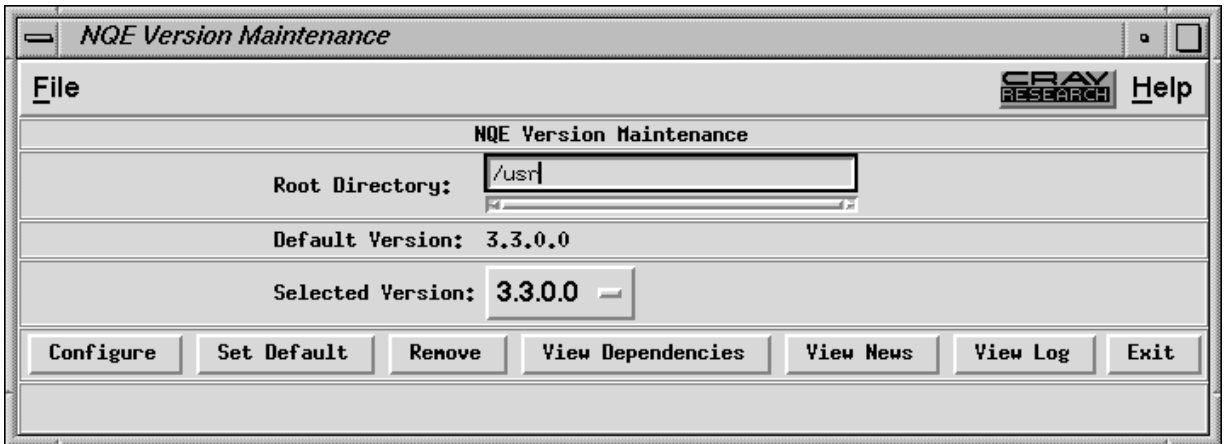 NQE Version Maintenance
File CRAY RESEARCH Help
NQE Version Maintenance
Root Directory: /usr
Default Version: 3.3.0.0
Selected Version: 3.3.0.0
Configure Set Default Remove View Dependencies View News View Log Exit